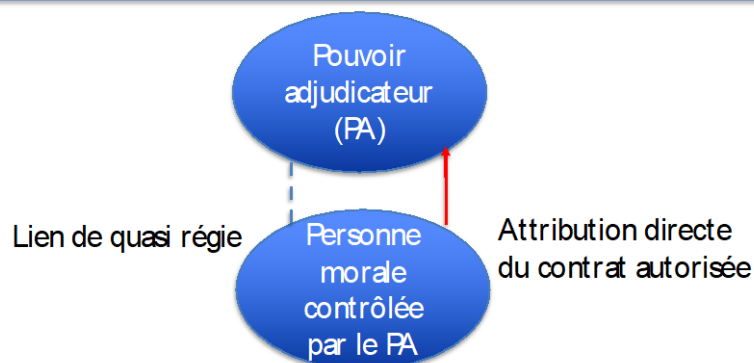 Pouvoir
adjudicateur
(PA)
Lien de quasi régie
Personne
morale
contrôlée
par le PA
Attribution directe
du contrat autorisée